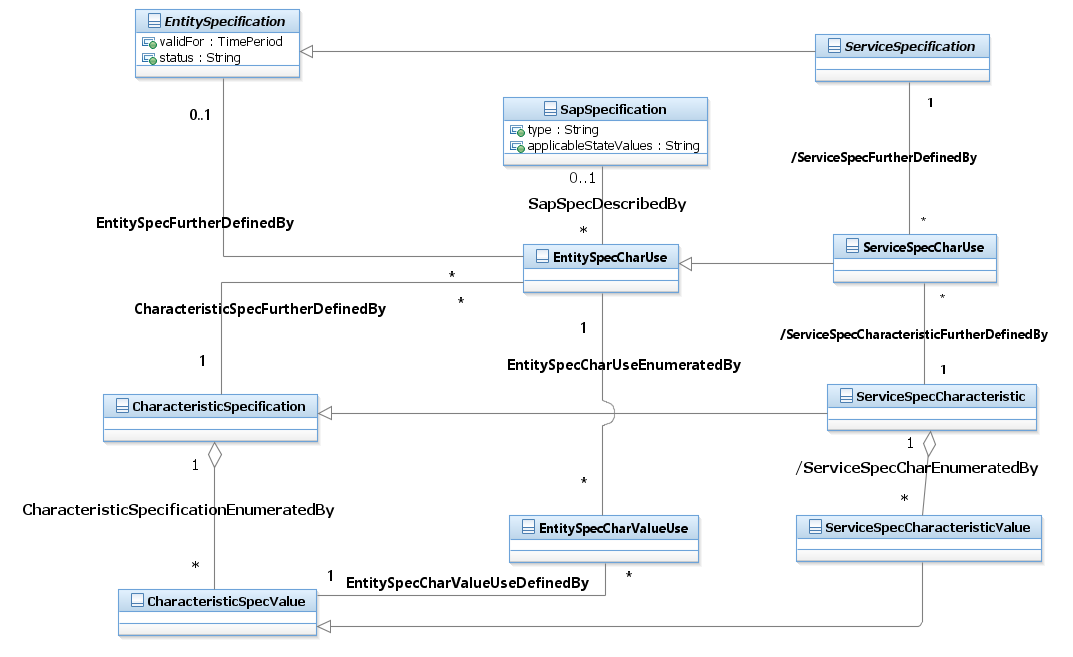 EntitySpecification
validFor : TimePeriod
status : String
ServiceSpecification
0..1
1
SapSpecification
type : String
applicableStateValues : String
/ServiceSpecFurtherDefinedBy
0..1
SapSpecDescribedBy
EntitySpecFurtherDefinedBy
*
*
EntitySpecCharUse
ServiceSpecCharUse
*
*
*
CharacteristicSpecFurtherDefinedBy
1
/ServiceSpecCharacteristicFurtherDefinedBy
1
EntitySpecCharUseEnumeratedBy
1
CharacteristicSpecification
ServiceSpecCharacteristic
1
1
/ServiceSpecCharEnumeratedBy
*
*
CharacteristicSpecificationEnumeratedBy
EntitySpecCharValueUse
ServiceSpecCharacteristicValue
*
1
EntitySpecCharValueUseDefinedBy
*
CharacteristicSpecValue